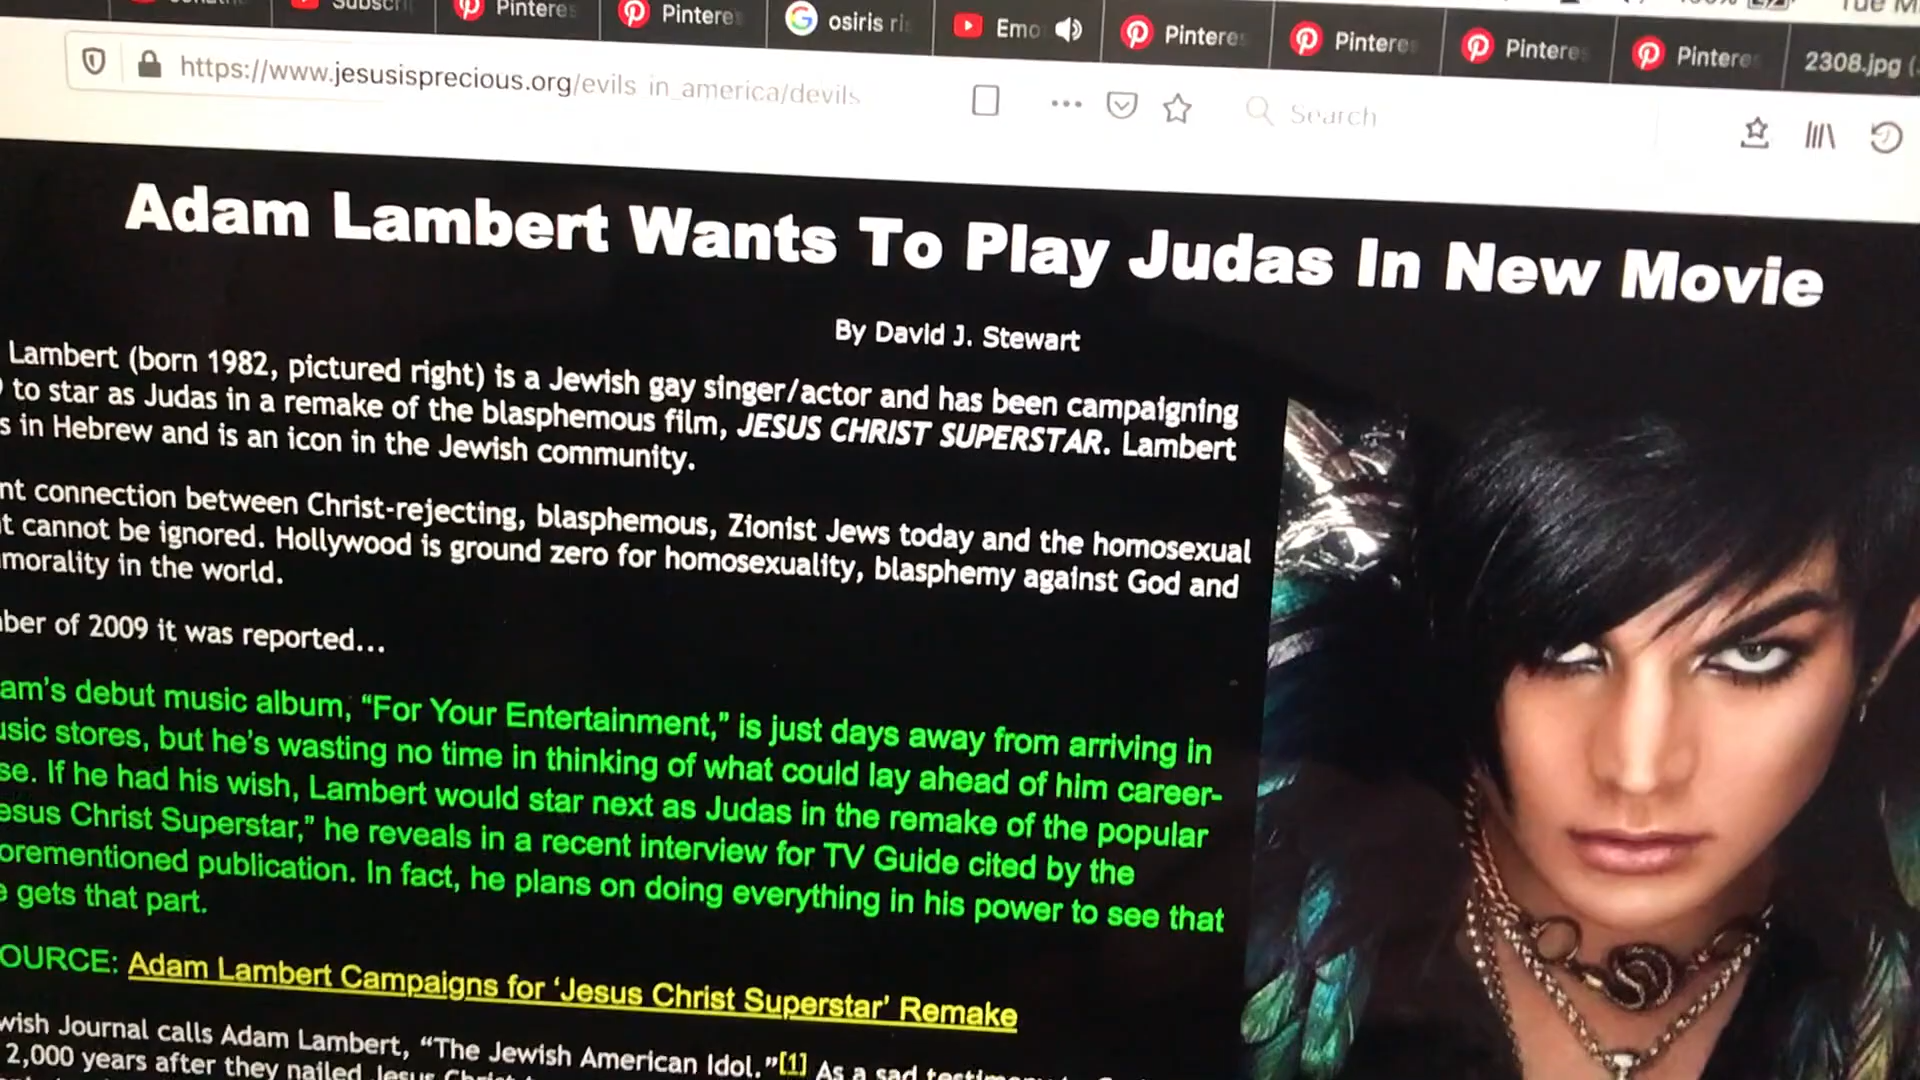 Subscri
Pinteres
Pintere
osiris ri
Emo
Pintere
Pintere
Pintere
Pintere
2308.jpg (
https://www.jesusisprecious.org/evils in_america/devils
Search
Adam Lambert Wants To Play Judas In New Movie
By David J. Stewart
Lambert (born 1982, pictured right) is a Jewish gay singer/actor and has been campaigning
to star as Judas in a remake of the blasphemous film, JESUS CHRIST SUPERSTAR. Lambert
s in Hebrew and is an icon in the Jewish community.
nt connection between Christ-rejecting, blasphemous, Zionist Jews today and the homosexual
t cannot be ignored. Hollywood is ground zero for homosexuality, blasphemy against God and
morality in the world.
ber of 2009 it was reported...
am's debut music album, "For Your Entertainment," is just days away from arriving in
usic stores, but he's wasting no time in thinking of what could lay ahead of him career-
se. If he had his wish, Lambert would star next as Judas in the remake of the popular
esus Christ Superstar," he reveals in a recent interview for TV Guide cited by the
orementioned publication. In fact, he plans on doing everything in his power to see that
e gets that part.
OURCE: Adam Lambert Campaigns for 'Jesus Christ Superstar' Remake
wish Journal calls Adam Lambert, "The Jewish American Idol."[1] As a sad
2,000 years after they nailed Jesus